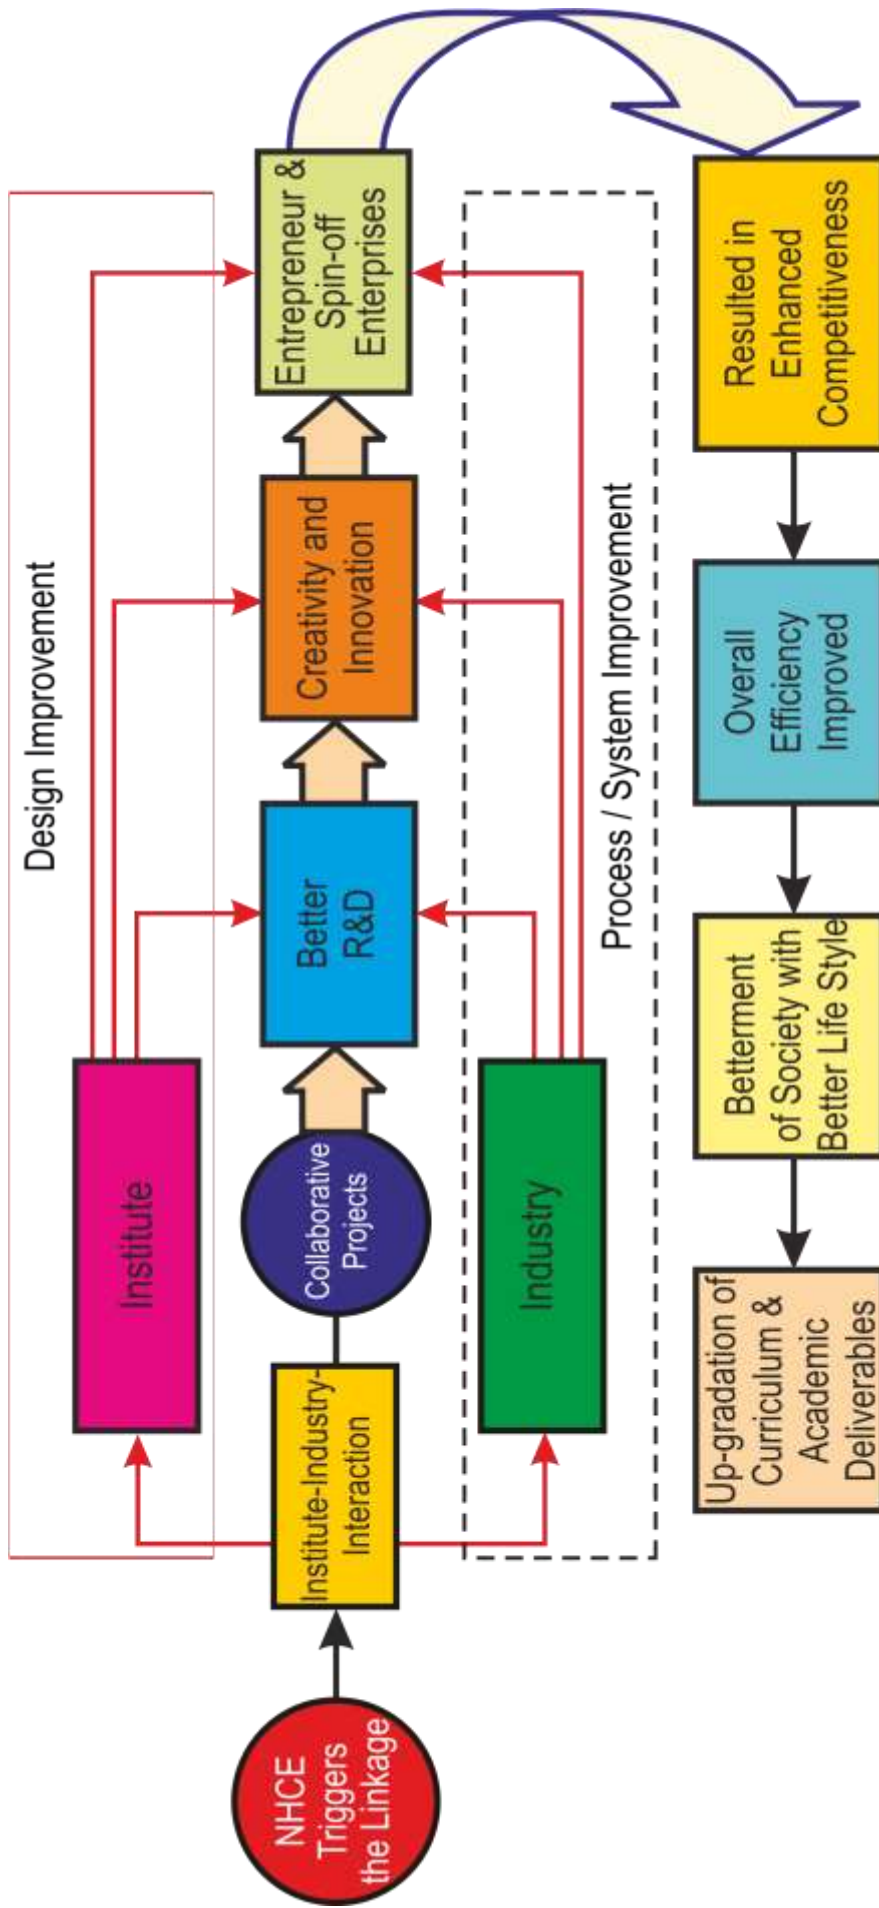 Design Improvement
Institute
NHCE
Triggers
the Linkage
Institute-Industry-
Interaction
Collaborative
Projects
Better
R&D
Creativity and
Innovation
Entrepreneur &
Spin-off
Enterprises
Industry
Process / System Improvement
Resulted in
Enhanced
Competitiveness
Overall
Efficiency
Improved
Betterment
of Society with
Better Life Style
Up-gradation of
Curriculum &
Academic
Deliverables